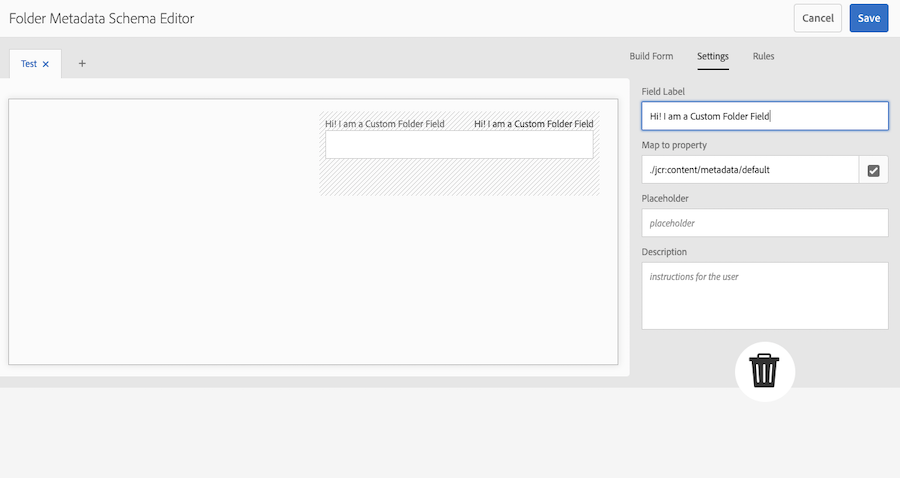 Folder Metadata Schema Editor
Cancel
Save
Test ×
+
Build Form
Settings
Rules
Hi! I am a Custom Folder Field
Hi! I am a Custom Folder Field
Field Label
Hi! I am a Custom Folder Field
Map to property
./jcr:content/metadata/default
Placeholder
placeholder
Description
instructions for the user